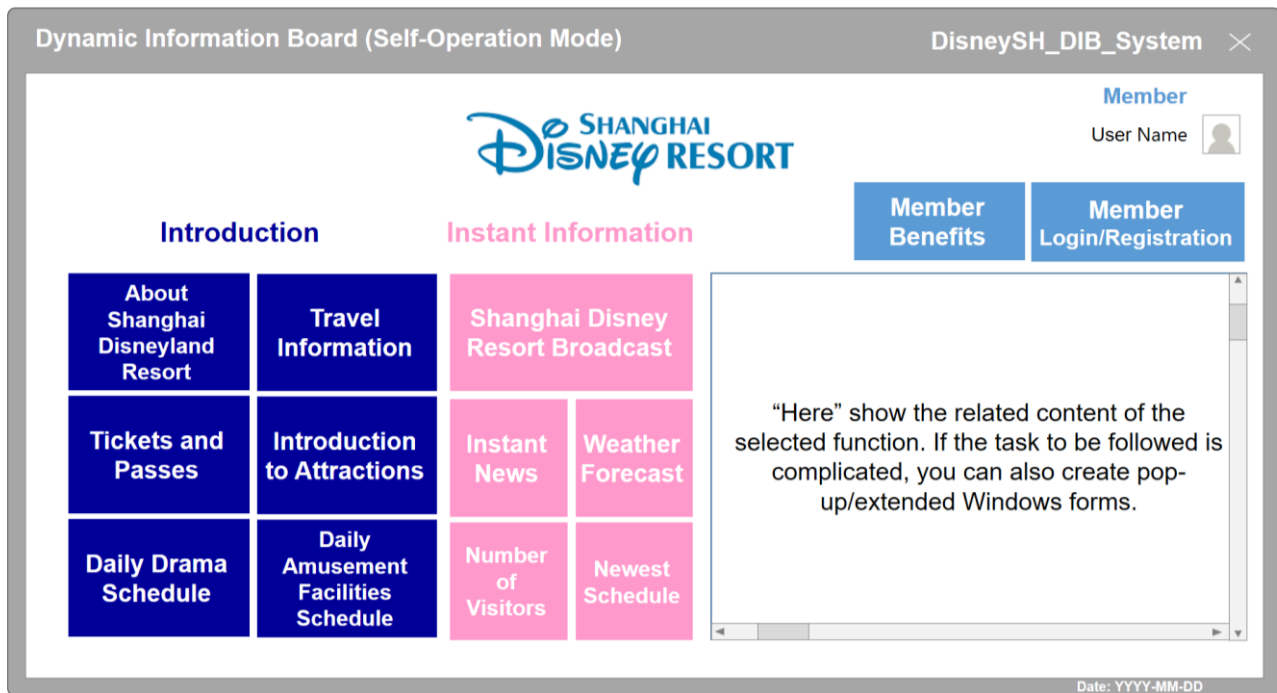 Dynamic Information Board (Self-Operation Mode)
DisneySH_DIB_System
Member
User Name
SHANGHAI
DISNEY RESORT
Member
Benefits
Member
Login/Registration
Introduction
Instant Information
About
Shanghai
Disneyland
Resort
Travel
Information
Shanghai Disney
Resort Broadcast
Tickets and
Passes
Introduction
to Attractions
Instant
News
Weather
Forecast
Daily Drama
Schedule
Daily
Amusement
Facilities
Schedule
Number
of
Visitors
Newest
Schedule
“Here” show the related content of the
selected function. If the task to be followed is
complicated, you can also create pop-
up/extended Windows forms.
Date: YYYY-MM-DD